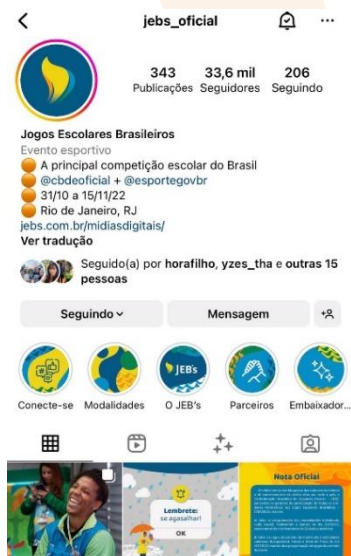 jebs_oficial
343 33,6 mil 206
Publicações Seguidores Seguindo
Jogos Escolares Brasileiros
Evento esportivo
A principal competição escolar do Brasil
@cbdeoficial + @esportegovbr
31/10 a 15/11/22
Rio de Janeiro, RJ
jebs.com.br/midiasdigitais/
Ver tradução
Seguido(a) por horafilho, yzes_tha e outras 15
pessoas
Seguindo Mensagem
JEB's
Conecte-se Modalidades O JEB's Parceiros Embaixador...
Lembrete:
se agasalhar!
OK
Nota Oficial